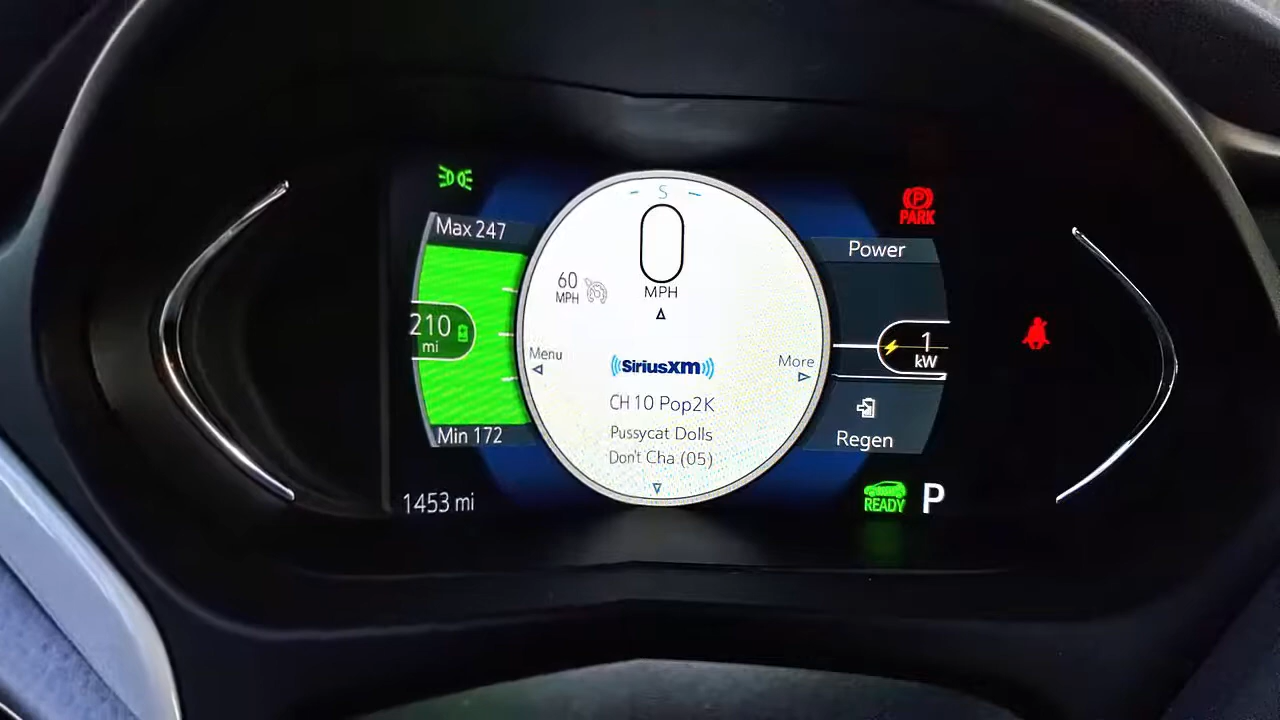 S
Max 247
0
60
MPH
MPH
210
mi
Min 172
1453 mi
Menu
SiriusXM
More
CH 10 Pop2K
Pussycat Dolls
Don't Cha (05)
P
PARK
Power
1
kW
Regen
READY
P